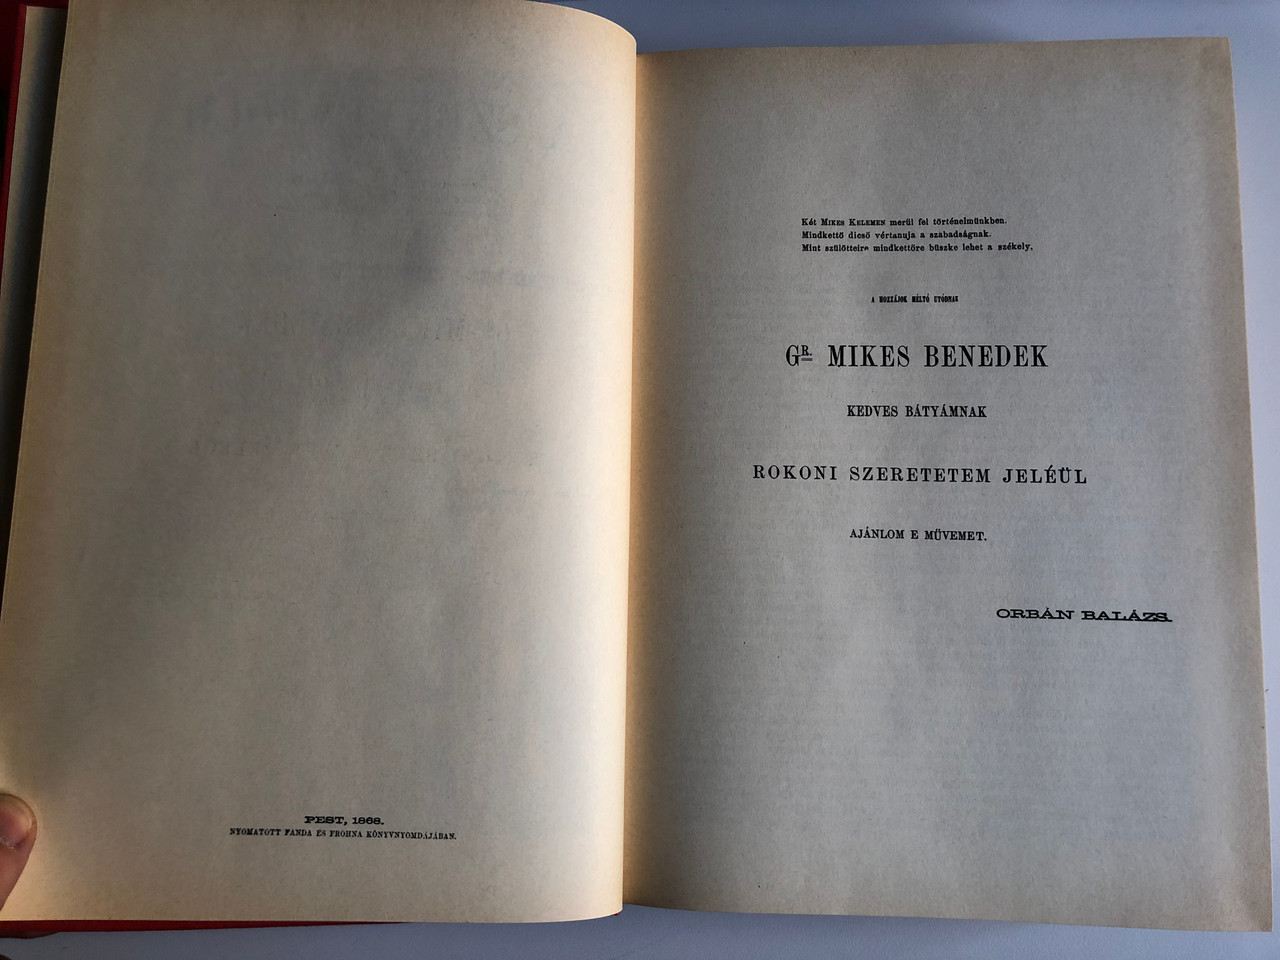 PEST, 1868.
NYOMATOTT FANDA ÉS FROHNA KÖNYVNYOMDÁJÁBAN.
Két MIKES KELEMEN merül fel történelmünkben.
Mindkettő dicső vértanuja a szabadságnak.
Mint szülötteire mindkettőre büszke lehet a székely.
A HOZZÁJOK MÉLTÓ UTÓDNAK
GR. MIKES BENEDEK
KEDVES BÁTYÁMNAK
ROKONI SZERETETEM JELÉÜL
AJÁNLOM E MŰVEMET.
ORBÁN BALÁZS.